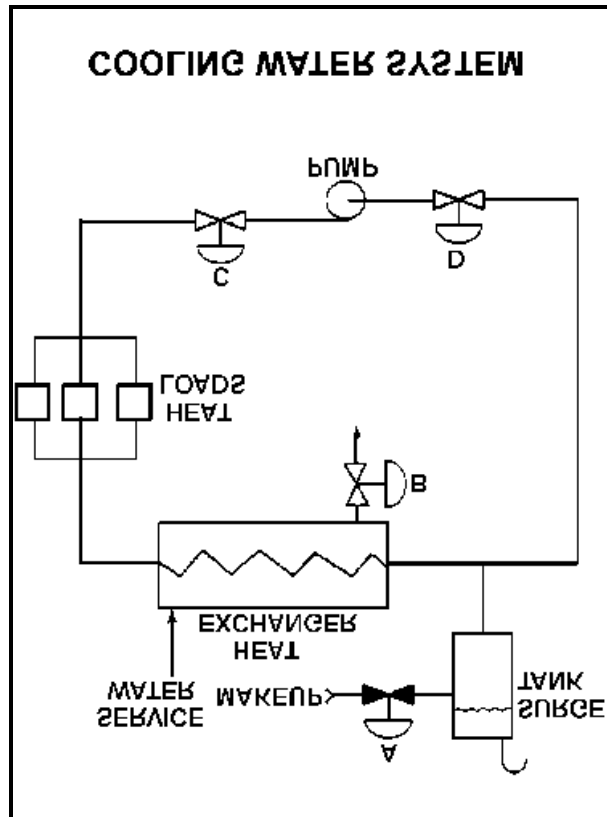 A
SURGE
TANK
MAKEUP
SERVICE
WATER
HEAT
EXCHANGER
B
HEAT
LOADS
C
D
PUMP
COOLING WATER SYSTEM